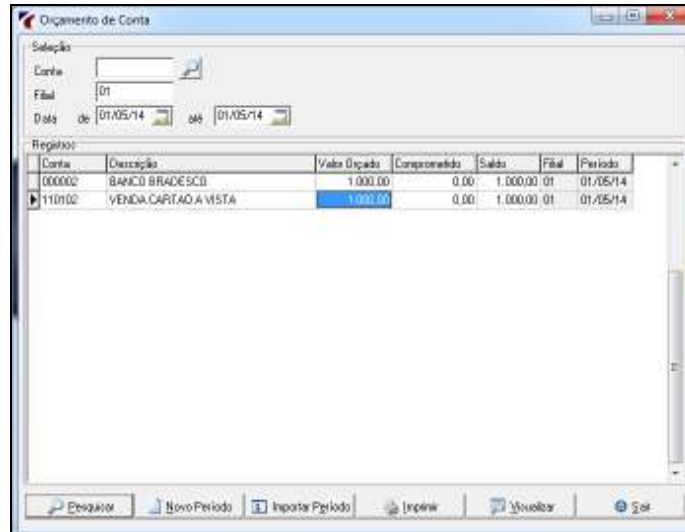 Orçamento de Conta
Seleção
Conta
Filial 01
Data de 01/05/14 até 01/05/14
Registros
Conta Descrição Valor Orçado Comprometido Saldo Filial Período
000002 BANCO BRADESCO 1.000,00 0,00 1.000,00 01 01/05/14
110102 VENDA CARTAO A VISTA 1.000,00 0,00 1.000,00 01 01/05/14
Pesquisar Novo Período Importar Período Imprimir Visualizar Sair